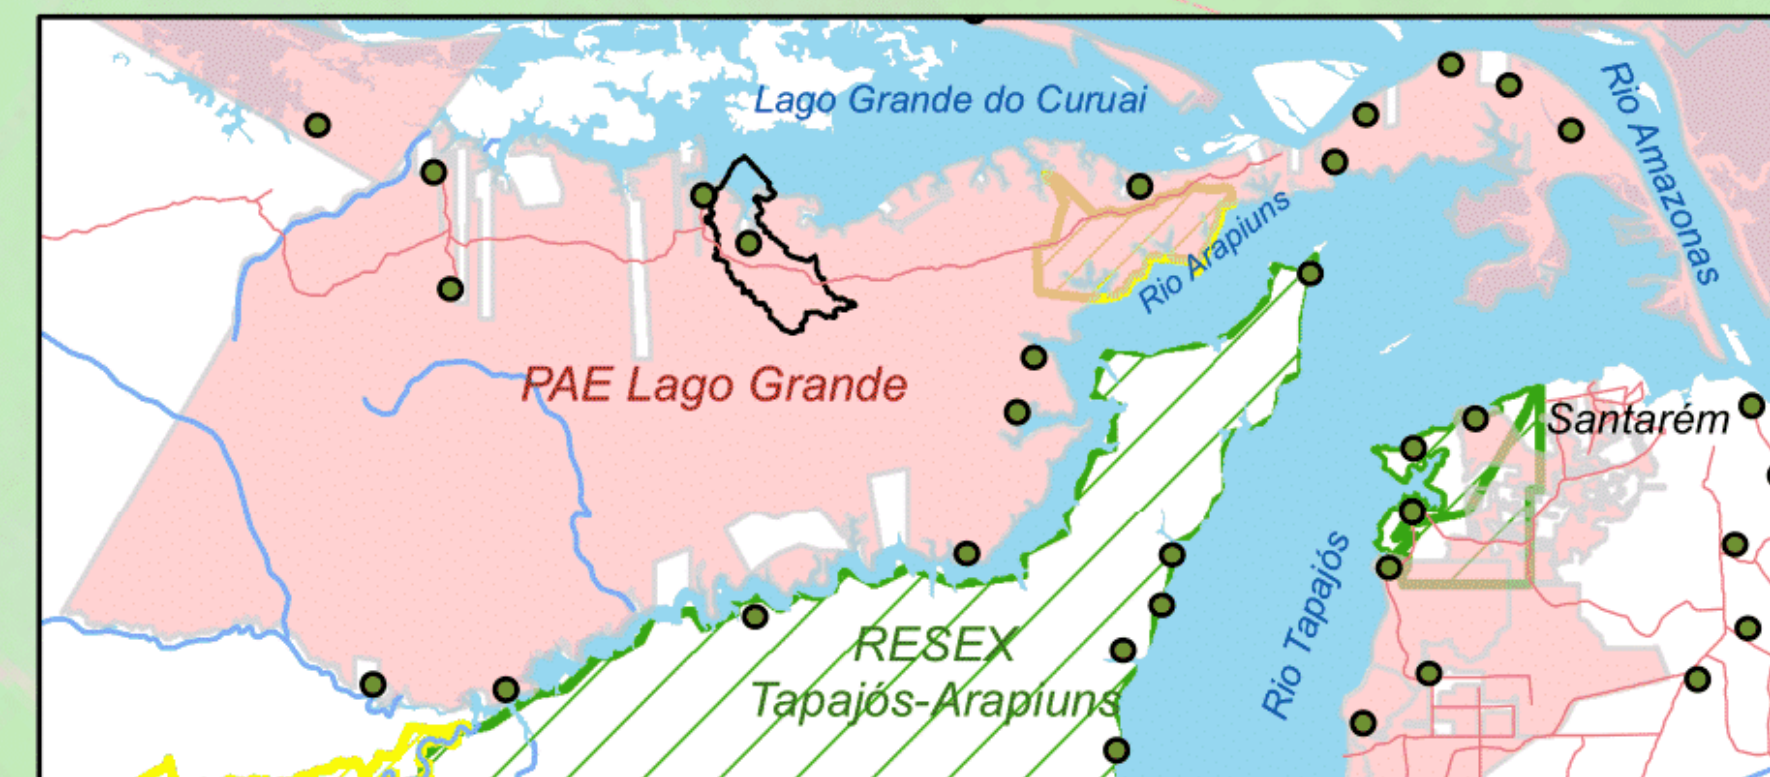 Lago Grande do Curuai
Rio Amazonas
Rio Arapiuns
PAE Lago Grande
Santarém
Rio Tapajós
RESEX
Tapajós-Arapiuns